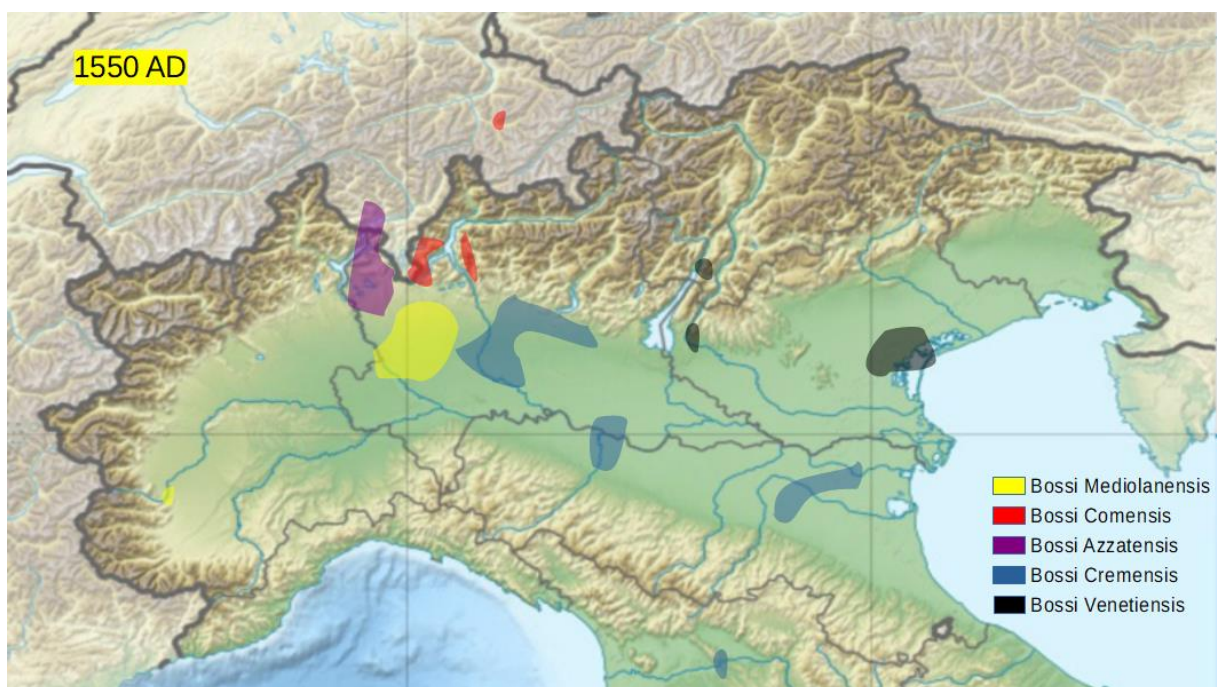 1550 AD
Bossi Mediolanensis
Bossi Comensis
Bossi Azzatensis
Bossi Cremensis
Bossi Venetiensis